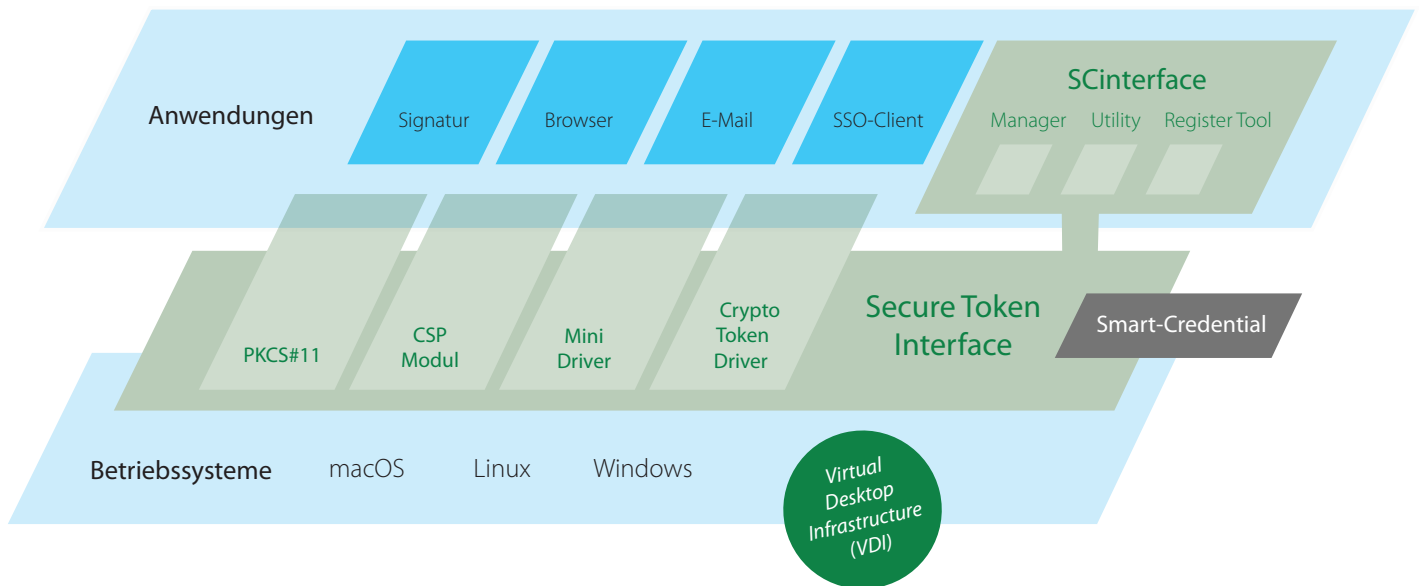 SCinterface
Anwendungen
Signatur
Browser
E-Mail
SSO-Client
Manager
Utility
Register Tool
PKCS#11
CSP
Modul
Mini
Driver
Crypto
Token
Driver
Secure Token
Interface
Smart-Credential
Betriebssysteme
macOS
Linux
Windows
Virtual
Desktop
Infrastructure
(VDI)